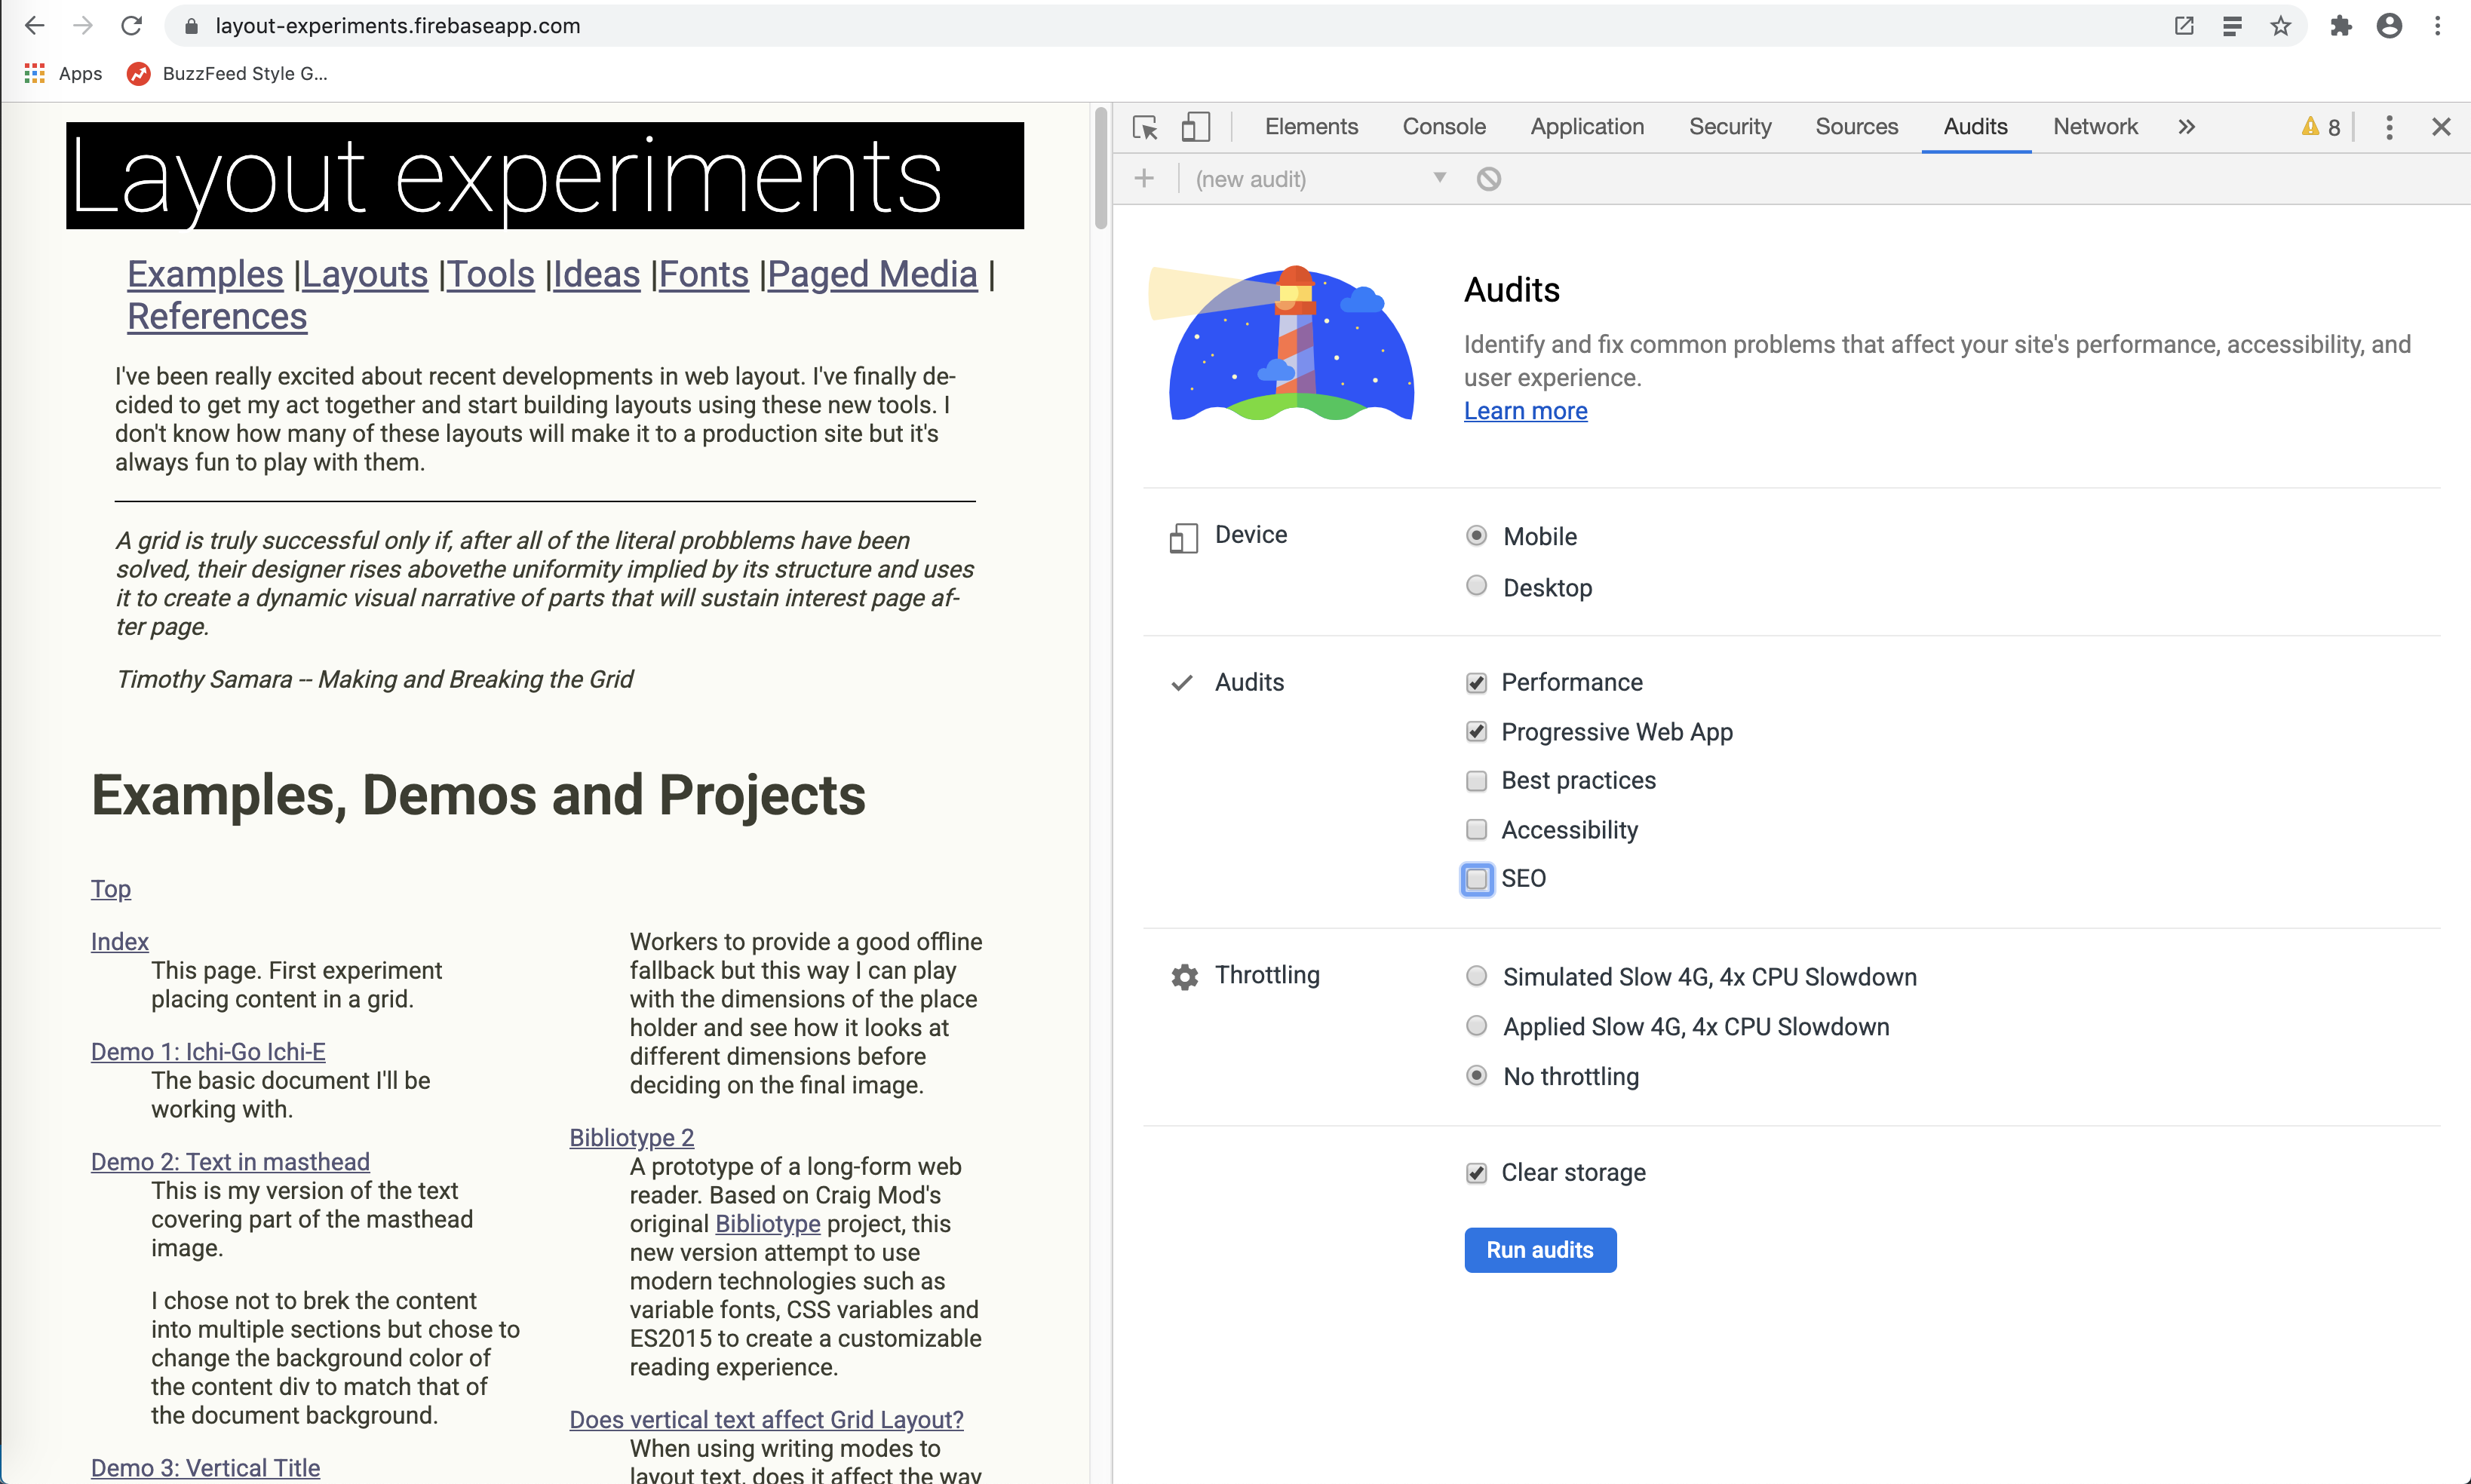 layout-experiments.firebaseapp.com
Apps
BuzzFeed Style G...
Layout experiments
Examples |Layouts |Tools |Ideas |Fonts |Paged Media |
References
I've been really excited about recent developments in web layout. I've finally de-
cided to get my act together and start building layouts using these new tools. I
don't know how many of these layouts will make it to a production site but it's
always fun to play with them.
A grid is truly successful only if, after all of the literal probblems have been
solved, their designer rises abovethe uniformity implied by its structure and uses
it to create a dynamic visual narrative of parts that will sustain interest page af-
ter page.
Timothy Samara -- Making and Breaking the Grid
Examples, Demos and Projects
Top
Index
This page. First experiment
placing content in a grid.
Demo 1: Ichi-Go Ichi-E
The basic document I'll be
working with.
Demo 2: Text in masthead
This is my version of the text
covering part of the masthead
image.
I chose not to brek the content
into multiple sections but chose to
change the background color of
the content div to match that of
the document background.
Demo 3: Vertical Title
Workers to provide a good offline
fallback but this way I can play
with the dimensions of the place
holder and see how it looks at
different dimensions before
deciding on the final image.
Bibliotype 2
A prototype of a long-form web
reader. Based on Craig Mod's
original Bibliotype project, this
new version attempt to use
modern technologies such as
variable fonts, CSS variables and
ES2015 to create a customizable
reading experience.
Does vertical text affect Grid Layout?
When using writing modes to
layout text, does it affect the way
Elements Console Application Security Sources Audits Network » 8
(new audit)
Audits
Identify and fix common problems that affect your site's performance, accessibility, and
user experience.
Learn more
Device
Mobile
Desktop
Audits
Performance
Progressive Web App
Best practices
Accessibility
SEO
Throttling
Simulated Slow 4G, 4x CPU Slowdown
Applied Slow 4G, 4x CPU Slowdown
No throttling
Clear storage
Run audits